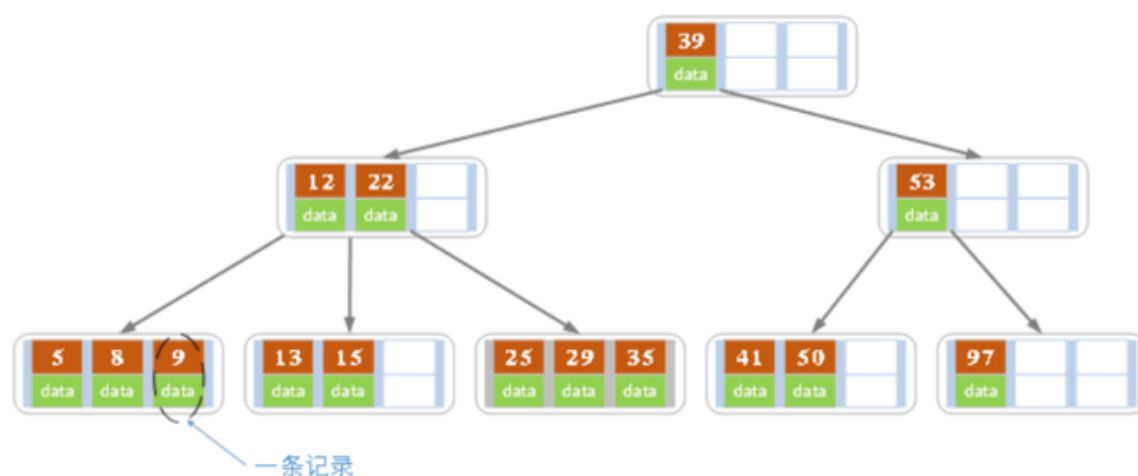 39
data
12 22 53
data data data
5 8 9 13 15 25 29 35 41 50 97
data data data data data data data data data data data
一条记录